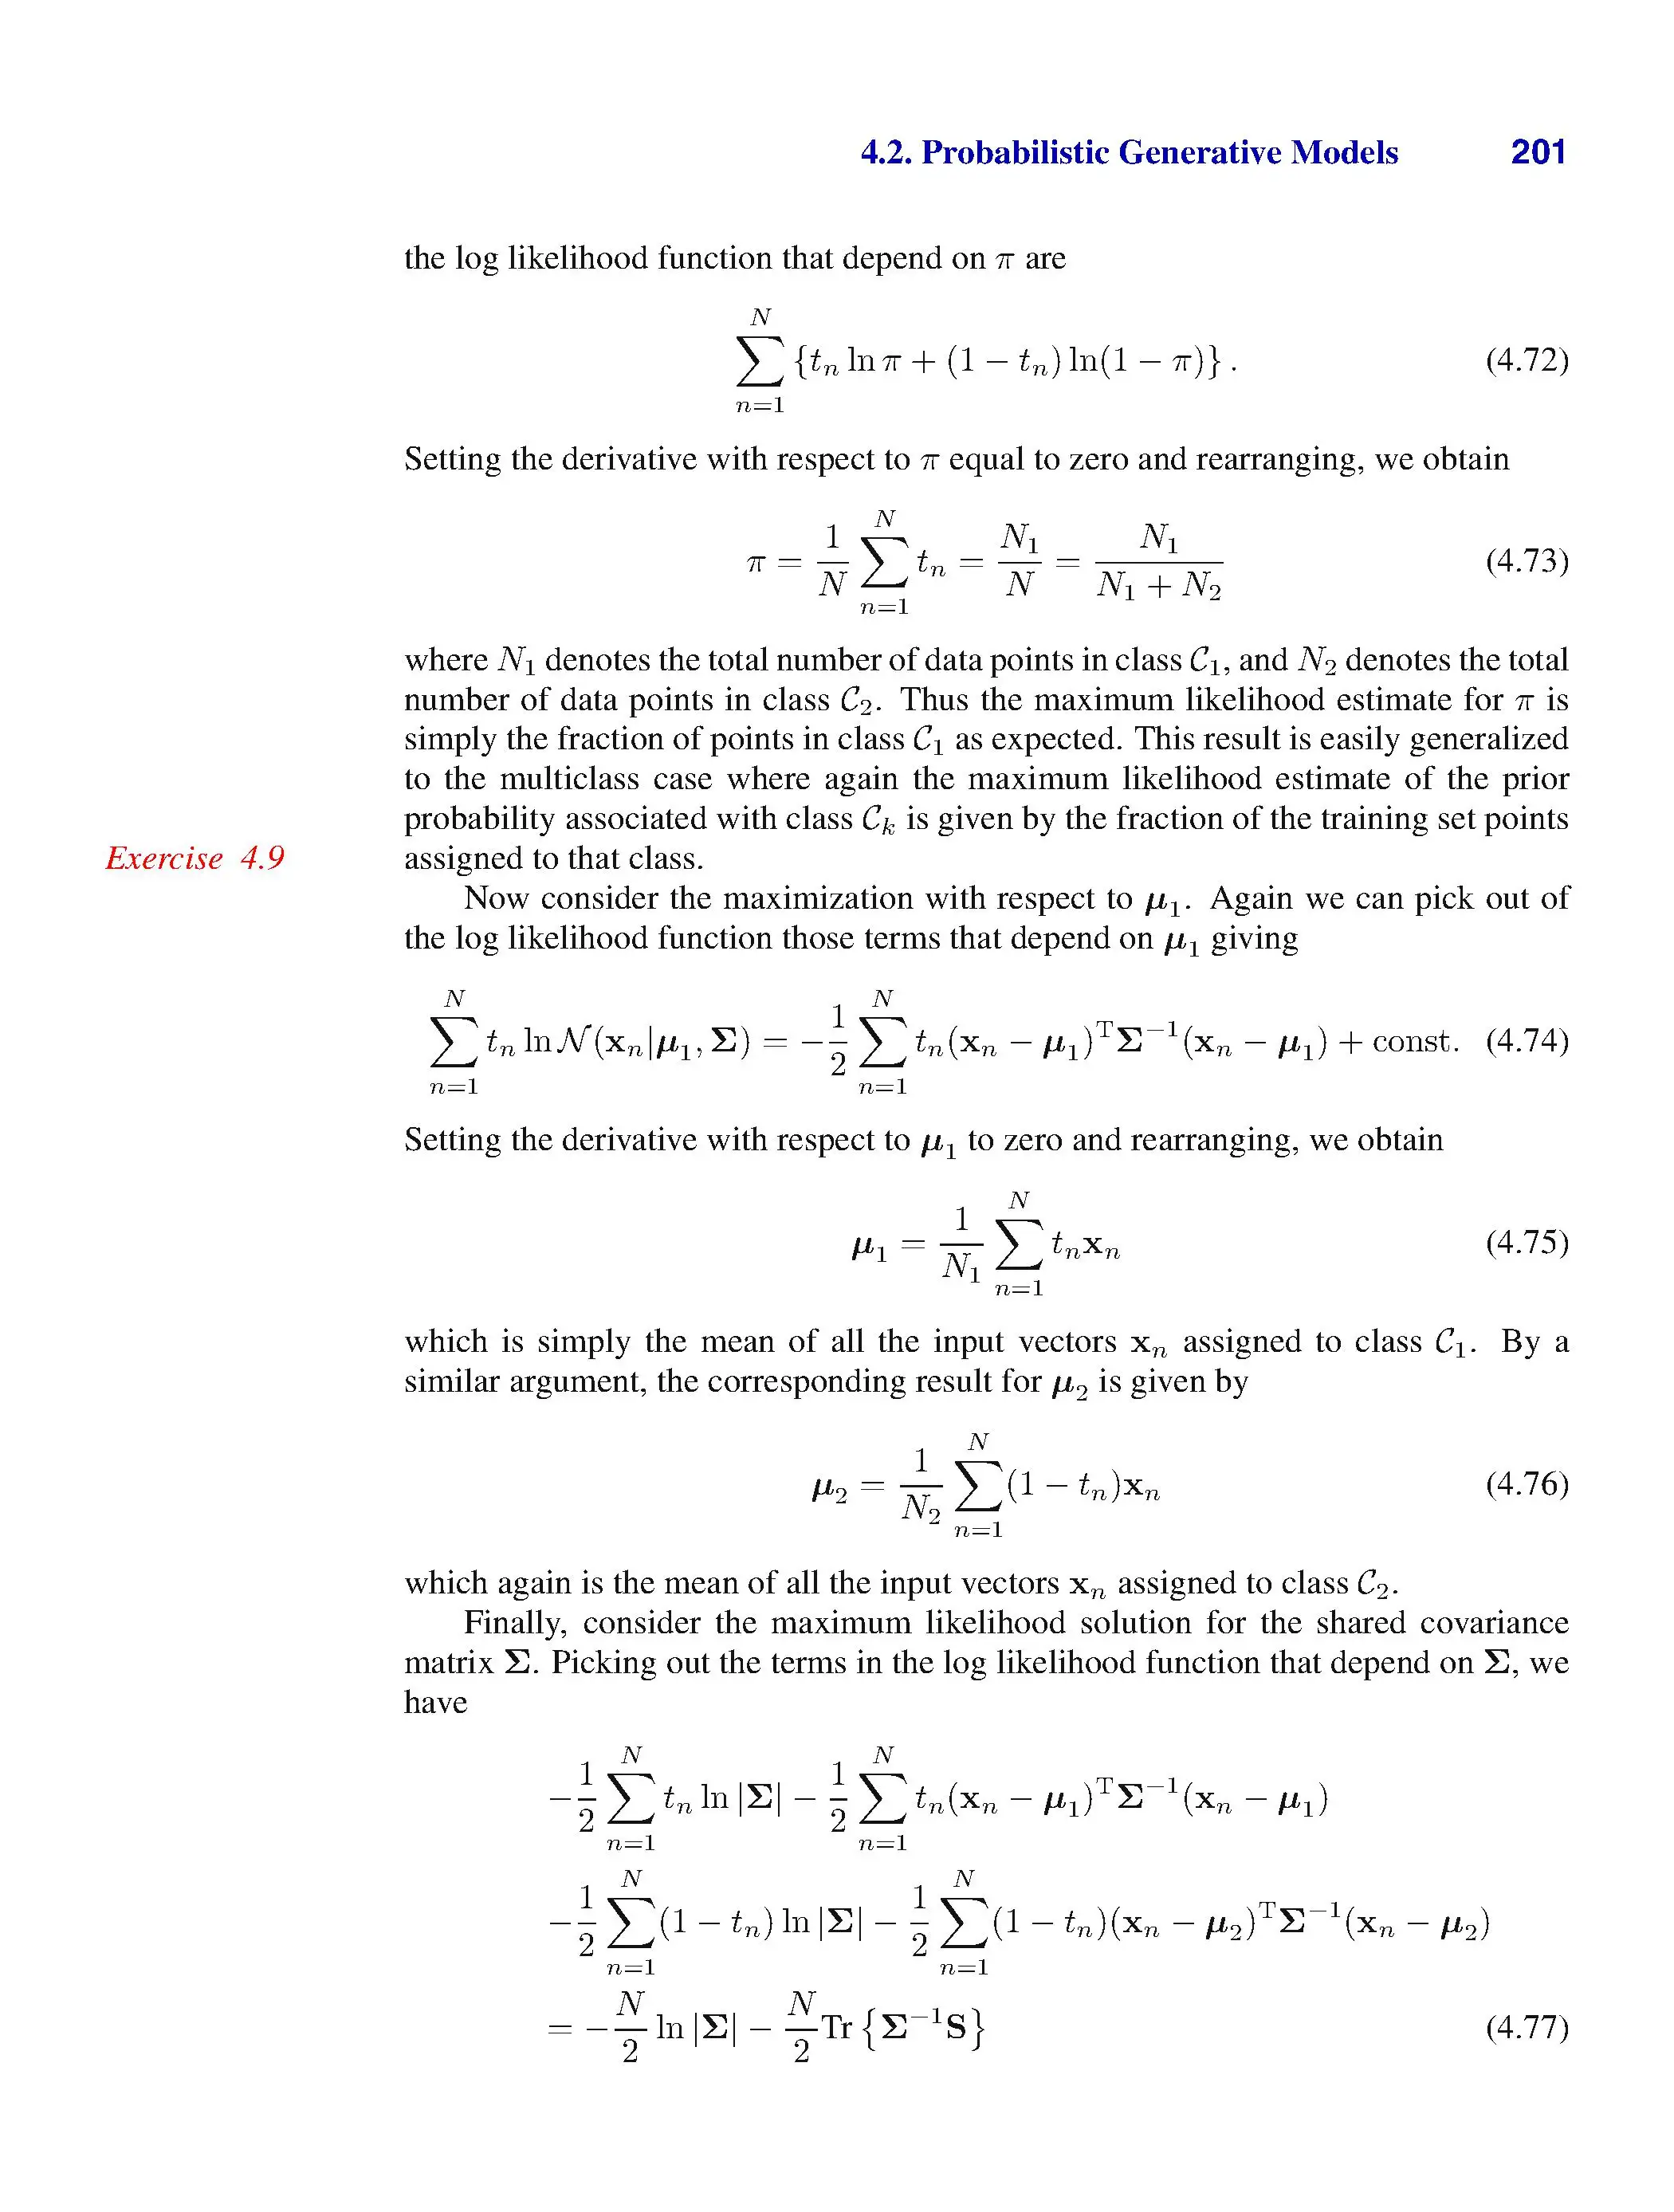 4.2. Probabilistic Generative Models 201
the log likelihood function that depend on π are
$$\sum_{n=1}^{N} \{t_n \ln \pi + (1 - t_n) \ln(1 - \pi)\}. \quad (4.72)$$
Setting the derivative with respect to π equal to zero and rearranging, we obtain
$$\pi = \frac{1}{N} \sum_{n=1}^{N} t_n = \frac{N_1}{N} = \frac{N_1}{N_1 + N_2} \quad (4.73)$$
where $N_1$ denotes the total number of data points in class $\mathcal{C}_1$, and $N_2$ denotes the total
number of data points in class $\mathcal{C}_2$. Thus the maximum likelihood estimate for π is
simply the fraction of points in class $\mathcal{C}_1$ as expected. This result is easily generalized
to the multiclass case where again the maximum likelihood estimate of the prior
probability associated with class $\mathcal{C}_k$ is given by the fraction of the training set points
Exercise 4.9
assigned to that class.
Now consider the maximization with respect to $\boldsymbol{\mu}_1$. Again we can pick out of
the log likelihood function those terms that depend on $\boldsymbol{\mu}_1$ giving
$$\sum_{n=1}^{N} t_n \ln \mathcal{N}(\mathbf{x}_n|\boldsymbol{\mu}_1, \boldsymbol{\Sigma}) = -\frac{1}{2} \sum_{n=1}^{N} t_n (\mathbf{x}_n - \boldsymbol{\mu}_1)^{\mathrm{T}} \boldsymbol{\Sigma}^{-1} (\mathbf{x}_n - \boldsymbol{\mu}_1) + \text{const.} \quad (4.74)$$
Setting the derivative with respect to $\boldsymbol{\mu}_1$ to zero and rearranging, we obtain
$$\boldsymbol{\mu}_1 = \frac{1}{N_1} \sum_{n=1}^{N} t_n \mathbf{x}_n \quad (4.75)$$
which is simply the mean of all the input vectors $\mathbf{x}_n$ assigned to class $\mathcal{C}_1$. By a
similar argument, the corresponding result for $\boldsymbol{\mu}_2$ is given by
$$\boldsymbol{\mu}_2 = \frac{1}{N_2} \sum_{n=1}^{N} (1 - t_n) \mathbf{x}_n \quad (4.76)$$
which again is the mean of all the input vectors $\mathbf{x}_n$ assigned to class $\mathcal{C}_2$.
Finally, consider the maximum likelihood solution for the shared covariance
matrix $\boldsymbol{\Sigma}$. Picking out the terms in the log likelihood function that depend on $\boldsymbol{\Sigma}$, we
have
$$-\frac{1}{2} \sum_{n=1}^{N} t_n \ln |\boldsymbol{\Sigma}| - \frac{1}{2} \sum_{n=1}^{N} t_n (\mathbf{x}_n - \boldsymbol{\mu}_1)^{\mathrm{T}} \boldsymbol{\Sigma}^{-1} (\mathbf{x}_n - \boldsymbol{\mu}_1)$$
$$-\frac{1}{2} \sum_{n=1}^{N} (1 - t_n) \ln |\boldsymbol{\Sigma}| - \frac{1}{2} \sum_{n=1}^{N} (1 - t_n) (\mathbf{x}_n - \boldsymbol{\mu}_2)^{\mathrm{T}} \boldsymbol{\Sigma}^{-1} (\mathbf{x}_n - \boldsymbol{\mu}_2)$$
$$= -\frac{N}{2} \ln |\boldsymbol{\Sigma}| - \frac{N}{2} \mathrm{Tr} \left\{ \boldsymbol{\Sigma}^{-1} \mathbf{S} \right\} \quad (4.77)$$